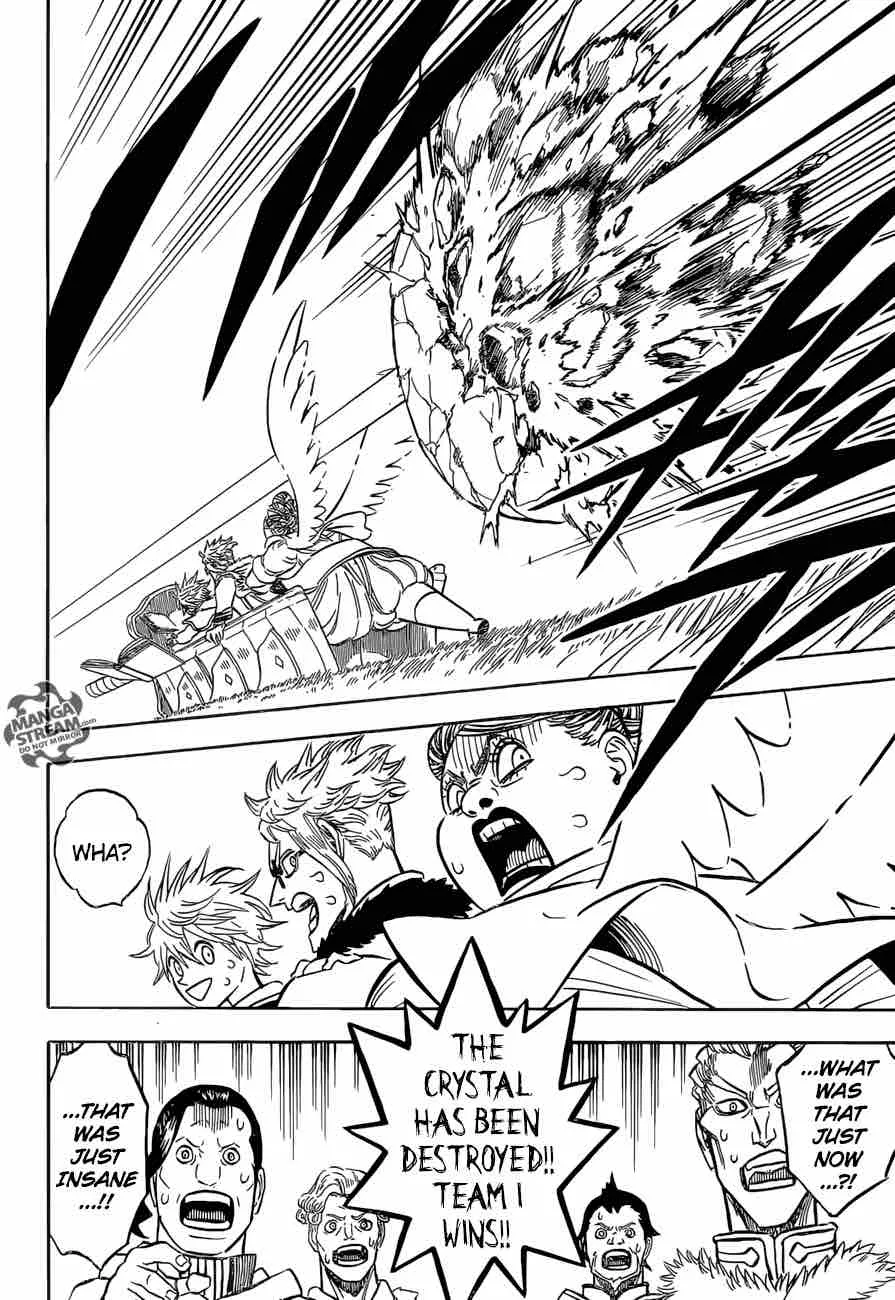 MANGA
STREAM.com
DO NOT MIRROR
WHA?
THE
CRYSTAL
HAS BEEN
DESTROYED!!
TEAM I
WINS!!
...WHAT
WAS
THAT
JUST
NOW
...?!
...THAT
WAS
JUST
INSANE
...!!